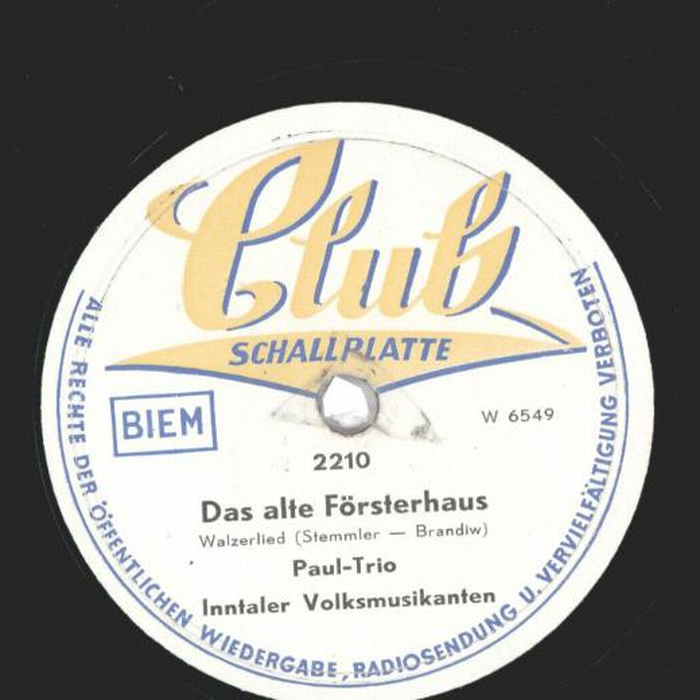 Club
SCHALLPLATTE
BIEM
W 6549
2210
Das alte Försterhaus
Walzerlied (Stemmler — Brandiw)
Paul-Trio
Inntaler Volksmusikanten
ALLE RECHTE DER ÖFFENTLICHEN WIEDERGABE, RADIOSENDUNG U. VERVIELFÄLTIGUNG VERBOTEN